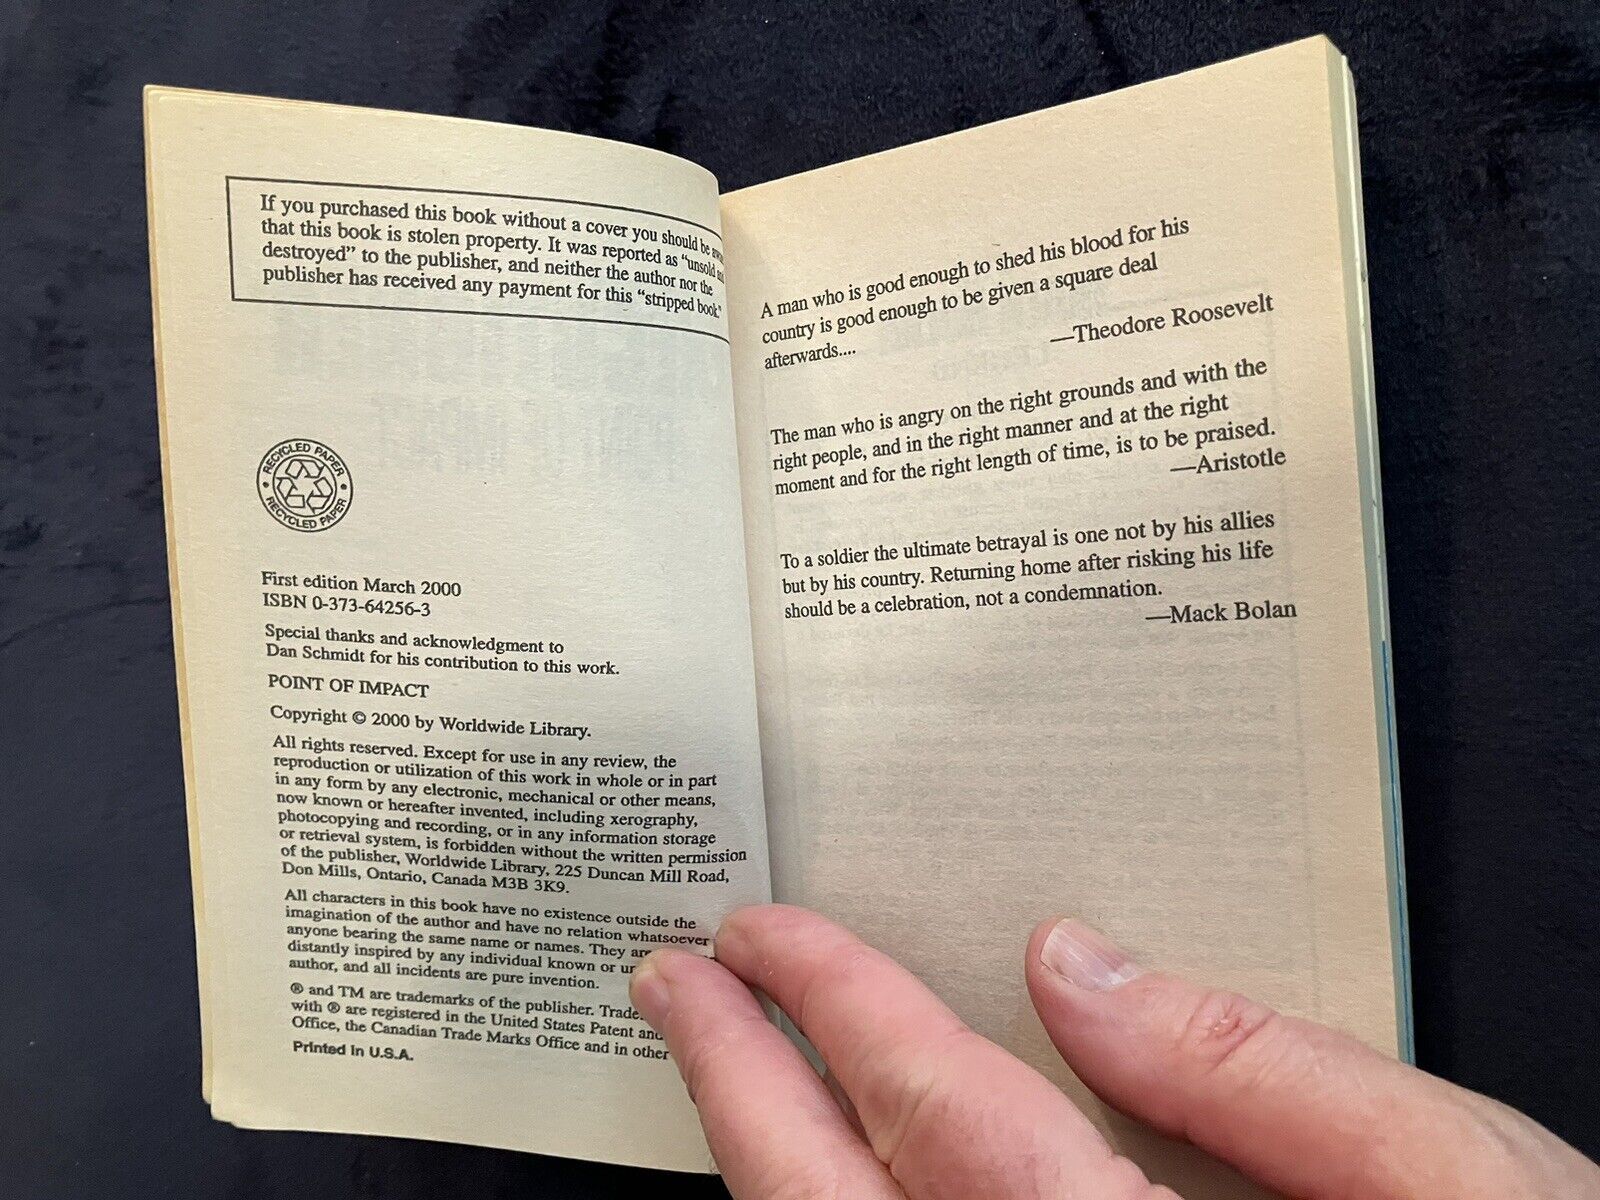 If you purchased this book without a cover you should be
that this book is stolen property. It was reported as "unsold
destroyed" to the publisher, and neither the author nor the
publisher has received any payment for this "stripped book."
RECYCLED PAPER
RECYCLED PAPER
First edition March 2000
ISBN 0-373-64256-3
Special thanks and acknowledgment to
Dan Schmidt for his contribution to this work.
POINT OF IMPACT
Copyright © 2000 by Worldwide Library.
All rights reserved. Except for use in any review, the
reproduction or utilization of this work in whole or in part
in any form by any electronic, mechanical or other means,
now known or hereafter invented, including xerography,
photocopying and recording, or in any information storage
or retrieval system, is forbidden without the written permission
of the publisher, Worldwide Library, 225 Duncan Mill Road,
Don Mills, Ontario, Canada M3B 3K9.
All characters in this book have no existence outside the
imagination of the author and have no relation whatsoever
anyone bearing the same name or names. They
distantly inspired by any individual known or
author, and all incidents are pure invention.
® and TM are trademarks of the publisher.
with ® are registered in the United States Patent
Office, the Canadian Trade Marks Office and in other
Printed in U.S.A.
A man who is good enough to shed his blood for his
country is good enough to be given a square deal
afterwards....
—Theodore Roosevelt
The man who is angry on the right grounds and with the
right people, and in the right manner and at the right
moment and for the right length of time, is to be praised.
—Aristotle
To a soldier the ultimate betrayal is one not by his allies
but by his country. Returning home after risking his life
should be a celebration, not a condemnation.
—Mack Bolan